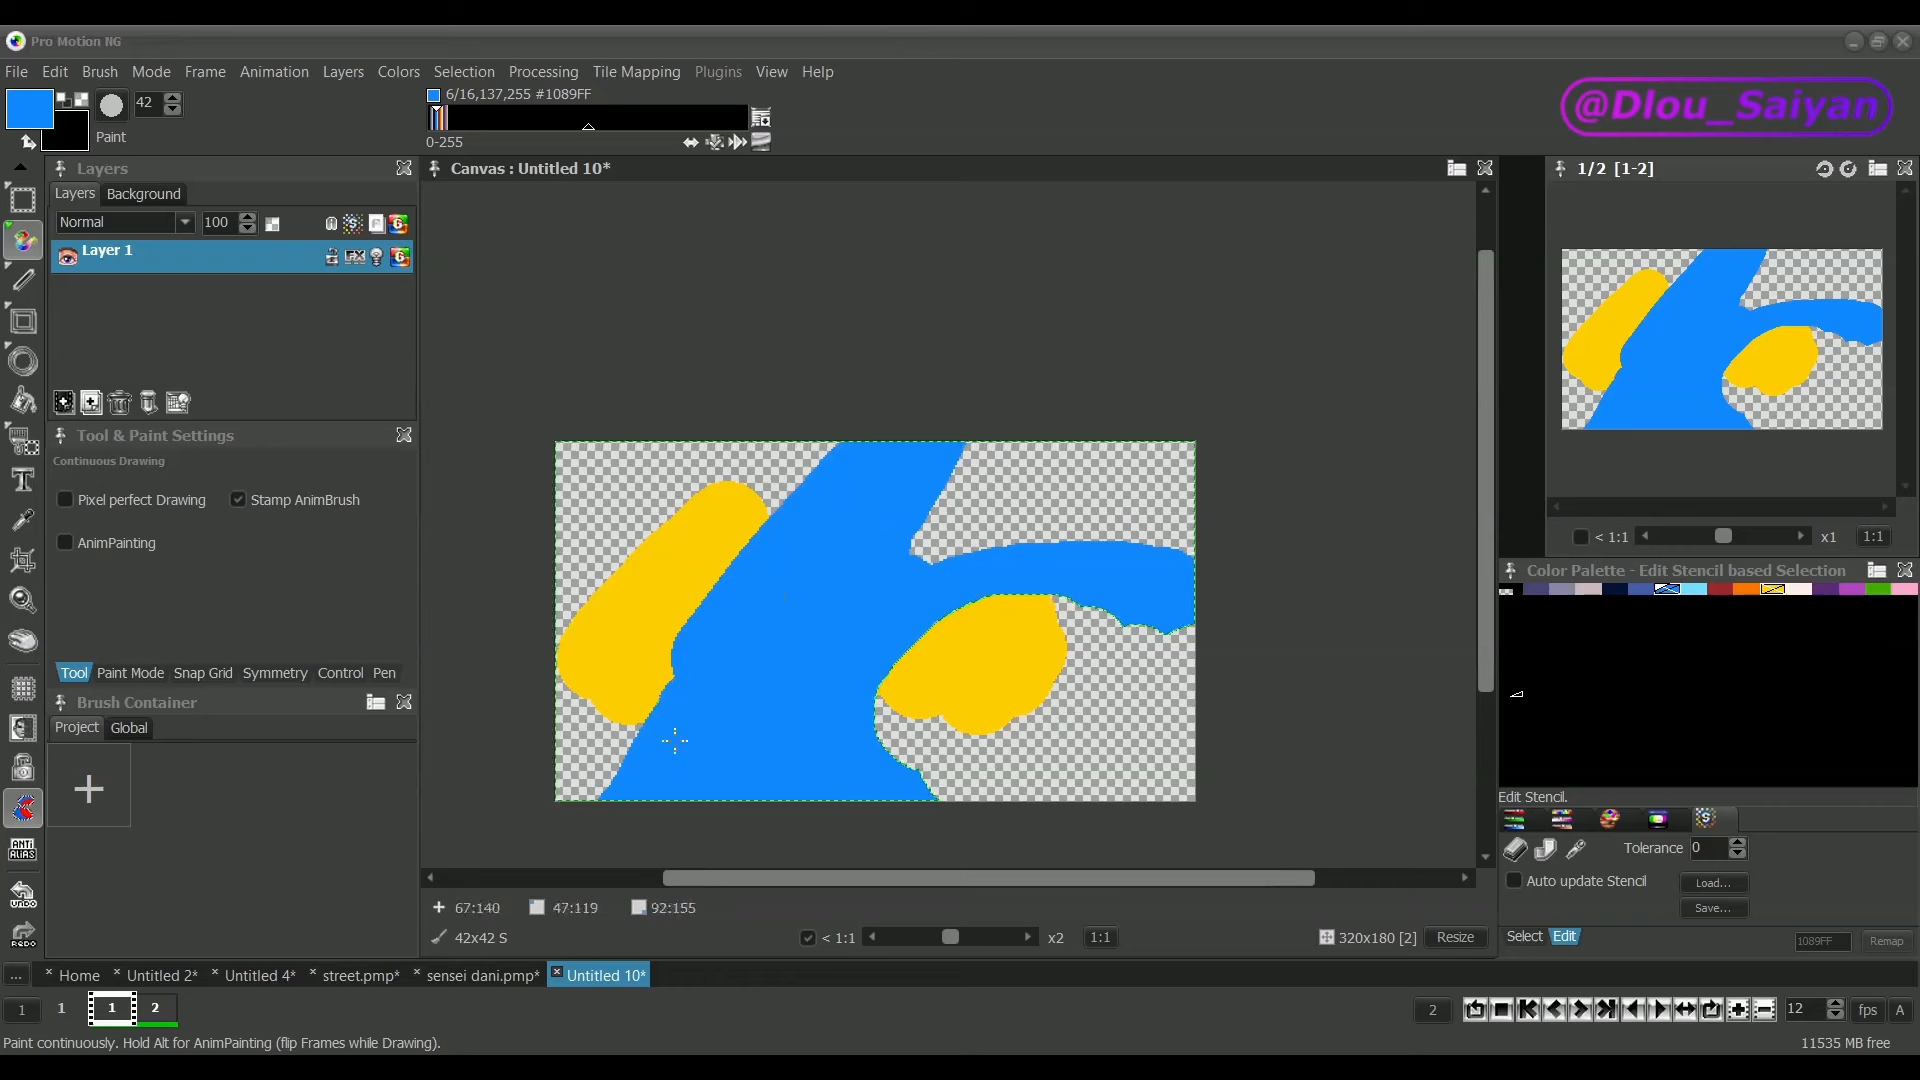 Pro Motion NG
File Edit Brush Mode Frame Animation Layers Colors Selection Processing Tile Mapping Plugins View Help
42
Paint
6/16,137,255 #1089FF
0-255
@Dlou_Saiyan
Layers
Layers Background
Normal 100
Layer 1
Canvas : Untitled 10*
1/2 [1-2]
< 1:1 x1 1:1
Tool & Paint Settings
Continuous Drawing
Pixel perfect Drawing Stamp AnimBrush
AnimPainting
Tool Paint Mode Snap Grid Symmetry Control Pen
Brush Container
Project Global
Color Palette - Edit Stencil based Selection
Edit Stencil.
Tolerance 0
Auto update Stencil Load...
Save...
Select Edit 1089FF Remap
ANTI
ALIAS
UNDO
REDO
67:140 47:119 92:155
42x42 S < 1:1 x2 1:1 320x180 [2] Resize
... Home Untitled 2* Untitled 4* street.pmp* sensei dani.pmp* Untitled 10*
1 1 1 2 2 12 fps A
Paint continuously. Hold Alt for AnimPainting (flip Frames while Drawing). 11535 MB free